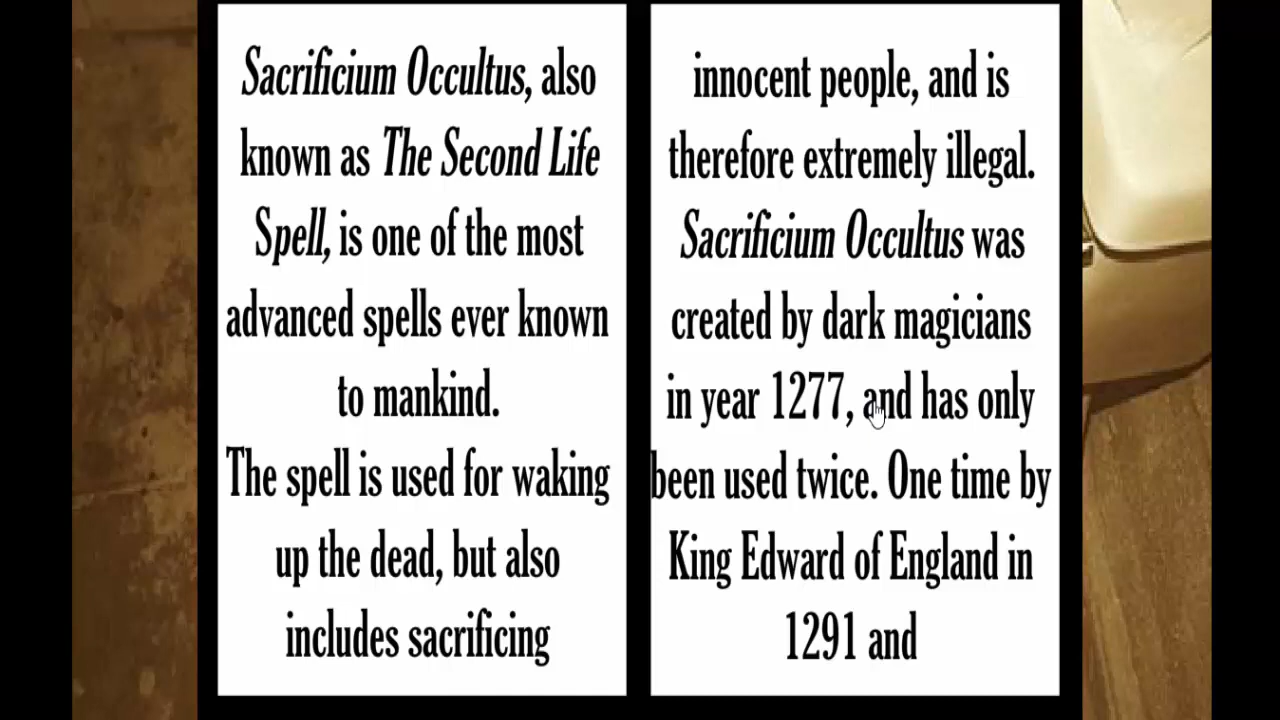 Sacrificium Occultus, also
known as The Second Life
Spell, is one of the most
advanced spells ever known
to mankind.
The spell is used for waking
up the dead, but also
includes sacrificing
innocent people, and is
therefore extremely illegal.
Sacrificium Occultus was
created by dark magicians
in year 1277, and has only
been used twice. One time by
King Edward of England in
1291 and